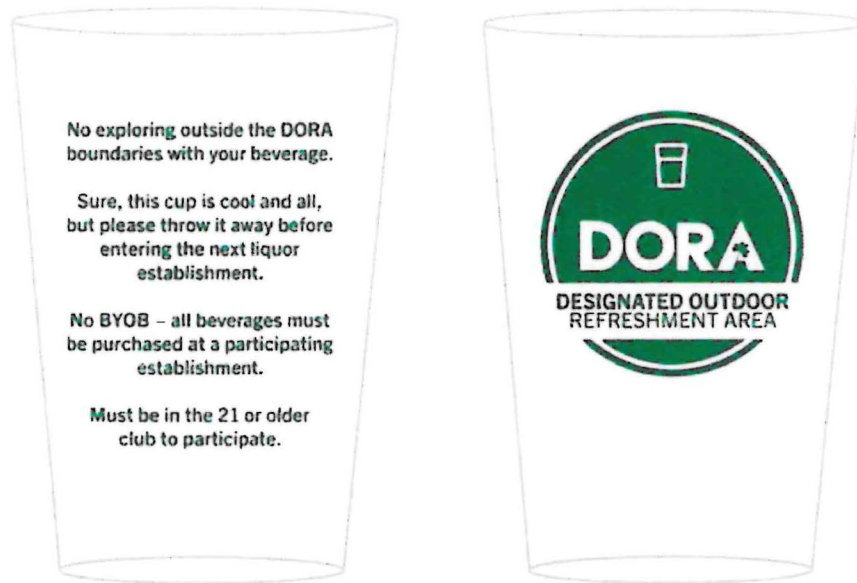 No exploring outside the DORA
boundaries with your beverage.
Sure, this cup is cool and all,
but please throw it away before
entering the next liquor
establishment.
No BYOB – all beverages must
be purchased at a participating
establishment.
Must be in the 21 or older
club to participate.
DORA
DESIGNATED OUTDOOR
REFRESHMENT AREA